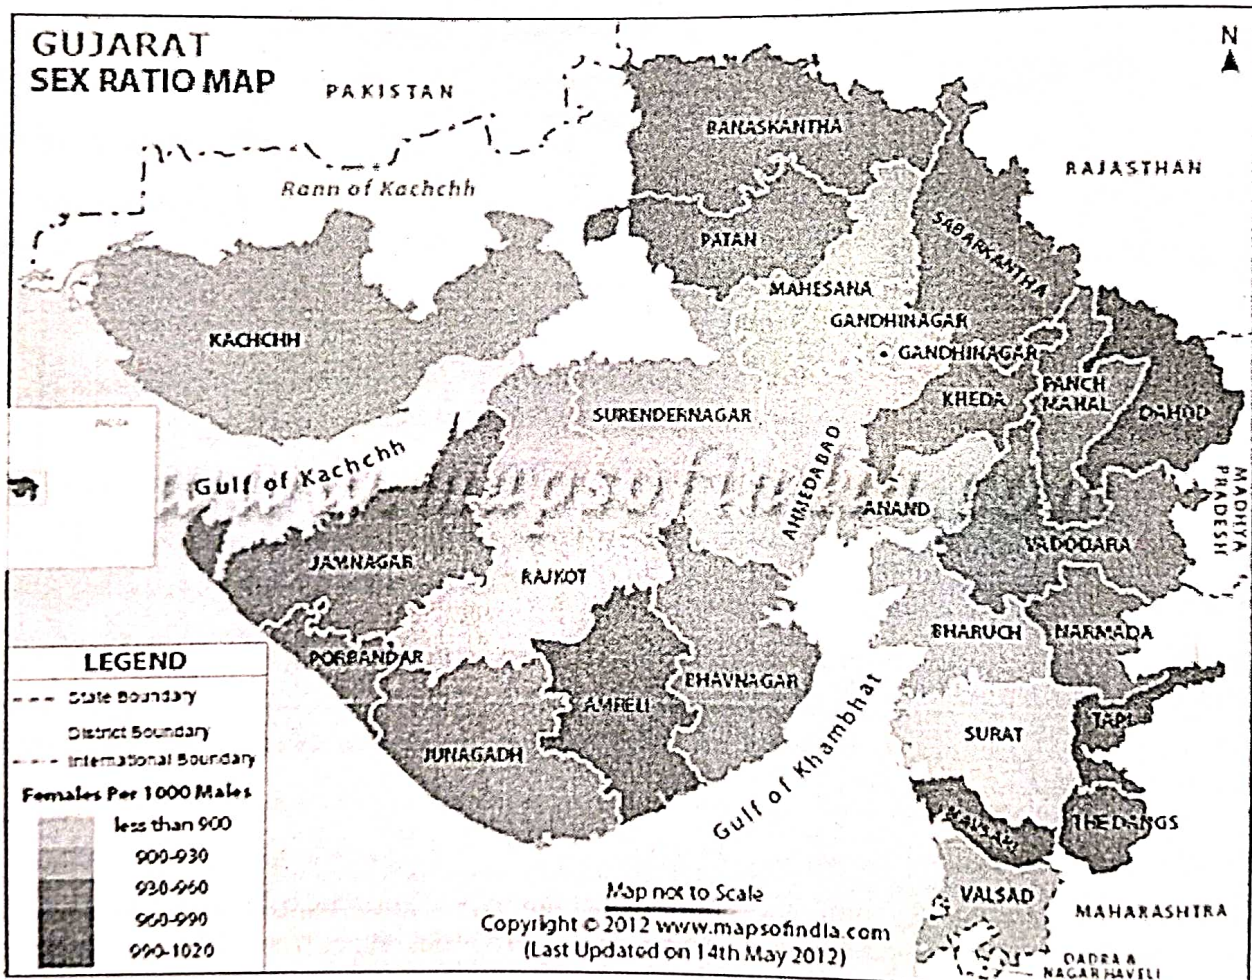 GUJARAT
SEX RATIO MAP
N
PAKISTAN
Rann of Kachchh
BANASKANTHA
RAJASTHAN
PATAN
SABARKANTHA
MAHESANA
GANDHINAGAR
GANDHINAGAR
KACHCHH
PANCH
MAHAL
KHEDA
DAHOD
SURENDERNAGAR
Gulf of Kachchh
AHMEDABAD
ANAND
MADHYA
PRADESH
VADODARA
JAMNAGAR
RAJKOT
BHARUCH
NARMADA
PORBANDAR
BHAVNAGAR
AMRELI
JUNAGADH
Gulf of Khambhat
SURAT
TAPI
NAVSARI
THE DANGS
VALSAD
MAHARASHTRA
DADRA &
NAGAR HAVELI
LEGEND
State Boundary
District Boundary
International Boundary
Females Per 1000 Males
less than 900
900-930
930-960
960-990
990-1020
Map not to Scale
Copyright © 2012 www.mapsofindia.com
(Last Updated on 14th May 2012)